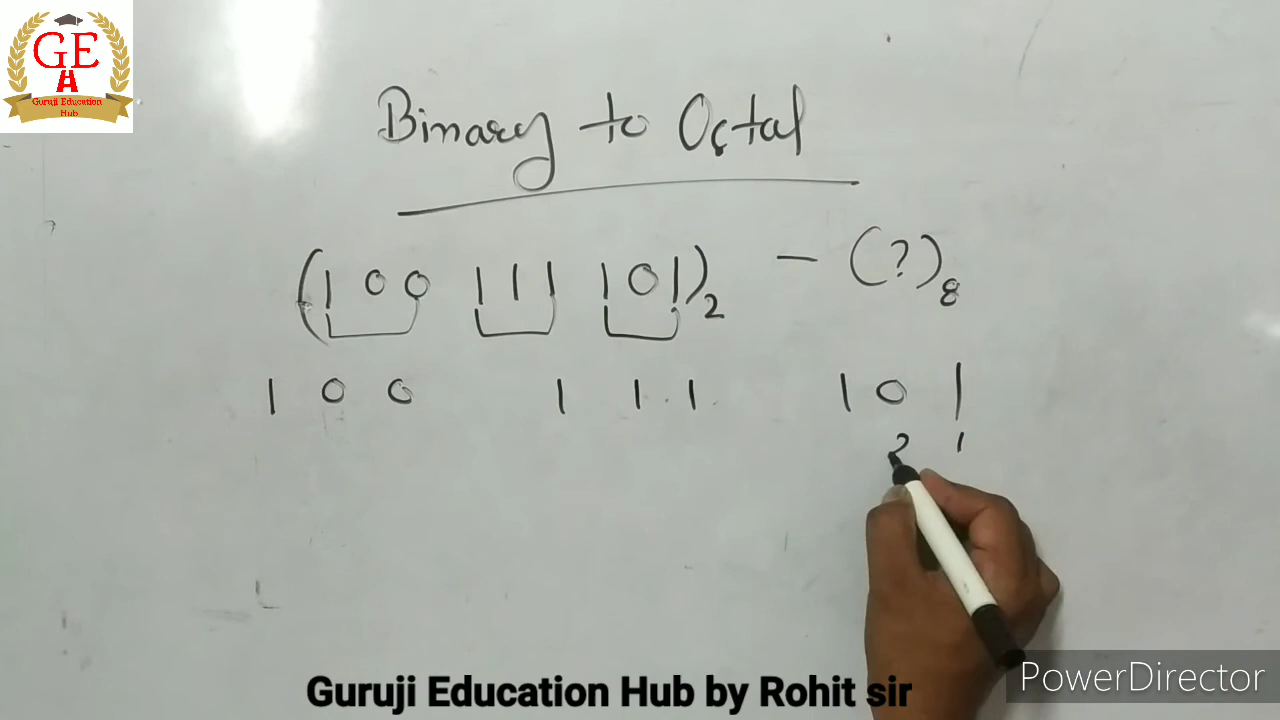 GE
H
Guruji Education
Hub
Binary to Octal
(100 111 101)2 - (?)8
1 0 0 1 1 1 1 0 1
2 1
Guruji Education Hub by Rohit sir
PowerDirector